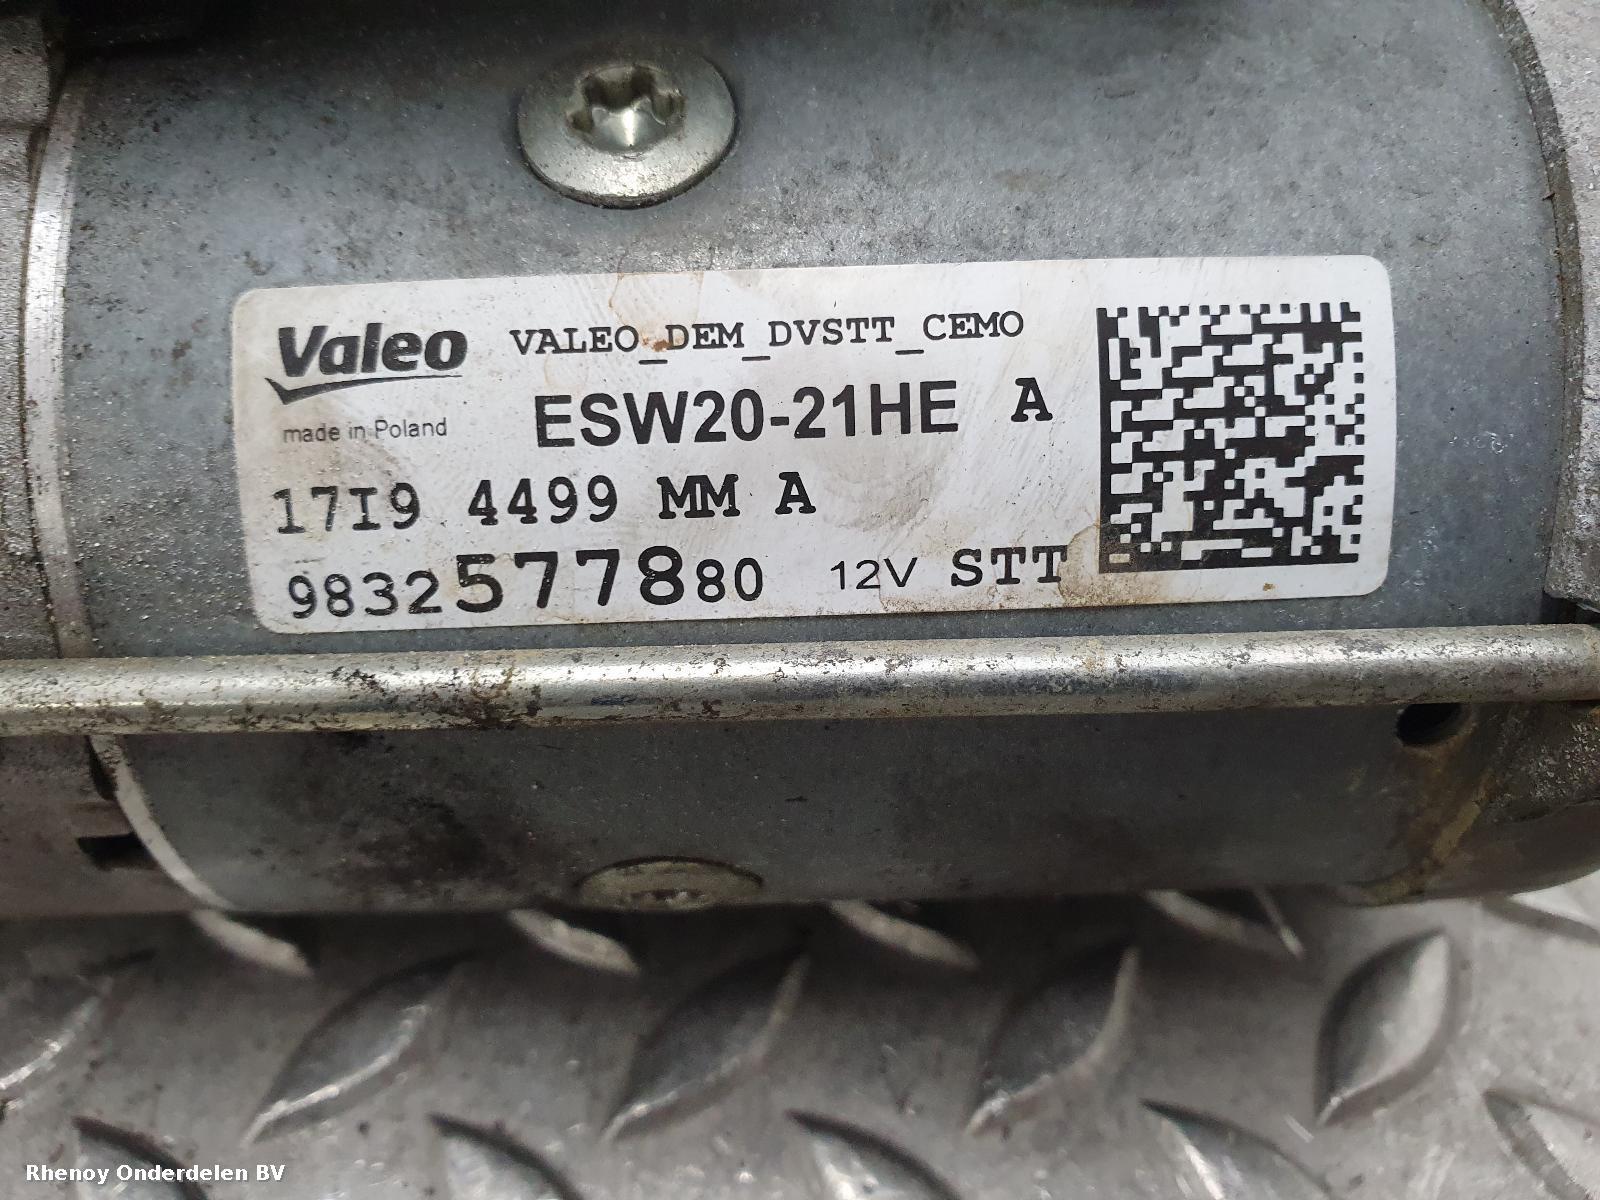 Valeo VALEO_DEM_DVSTT_CEMO
made in Poland ESW20-21HE A
17I9 4499 MM A
9832577880 12V STT
Rhenoy Onderdelen BV